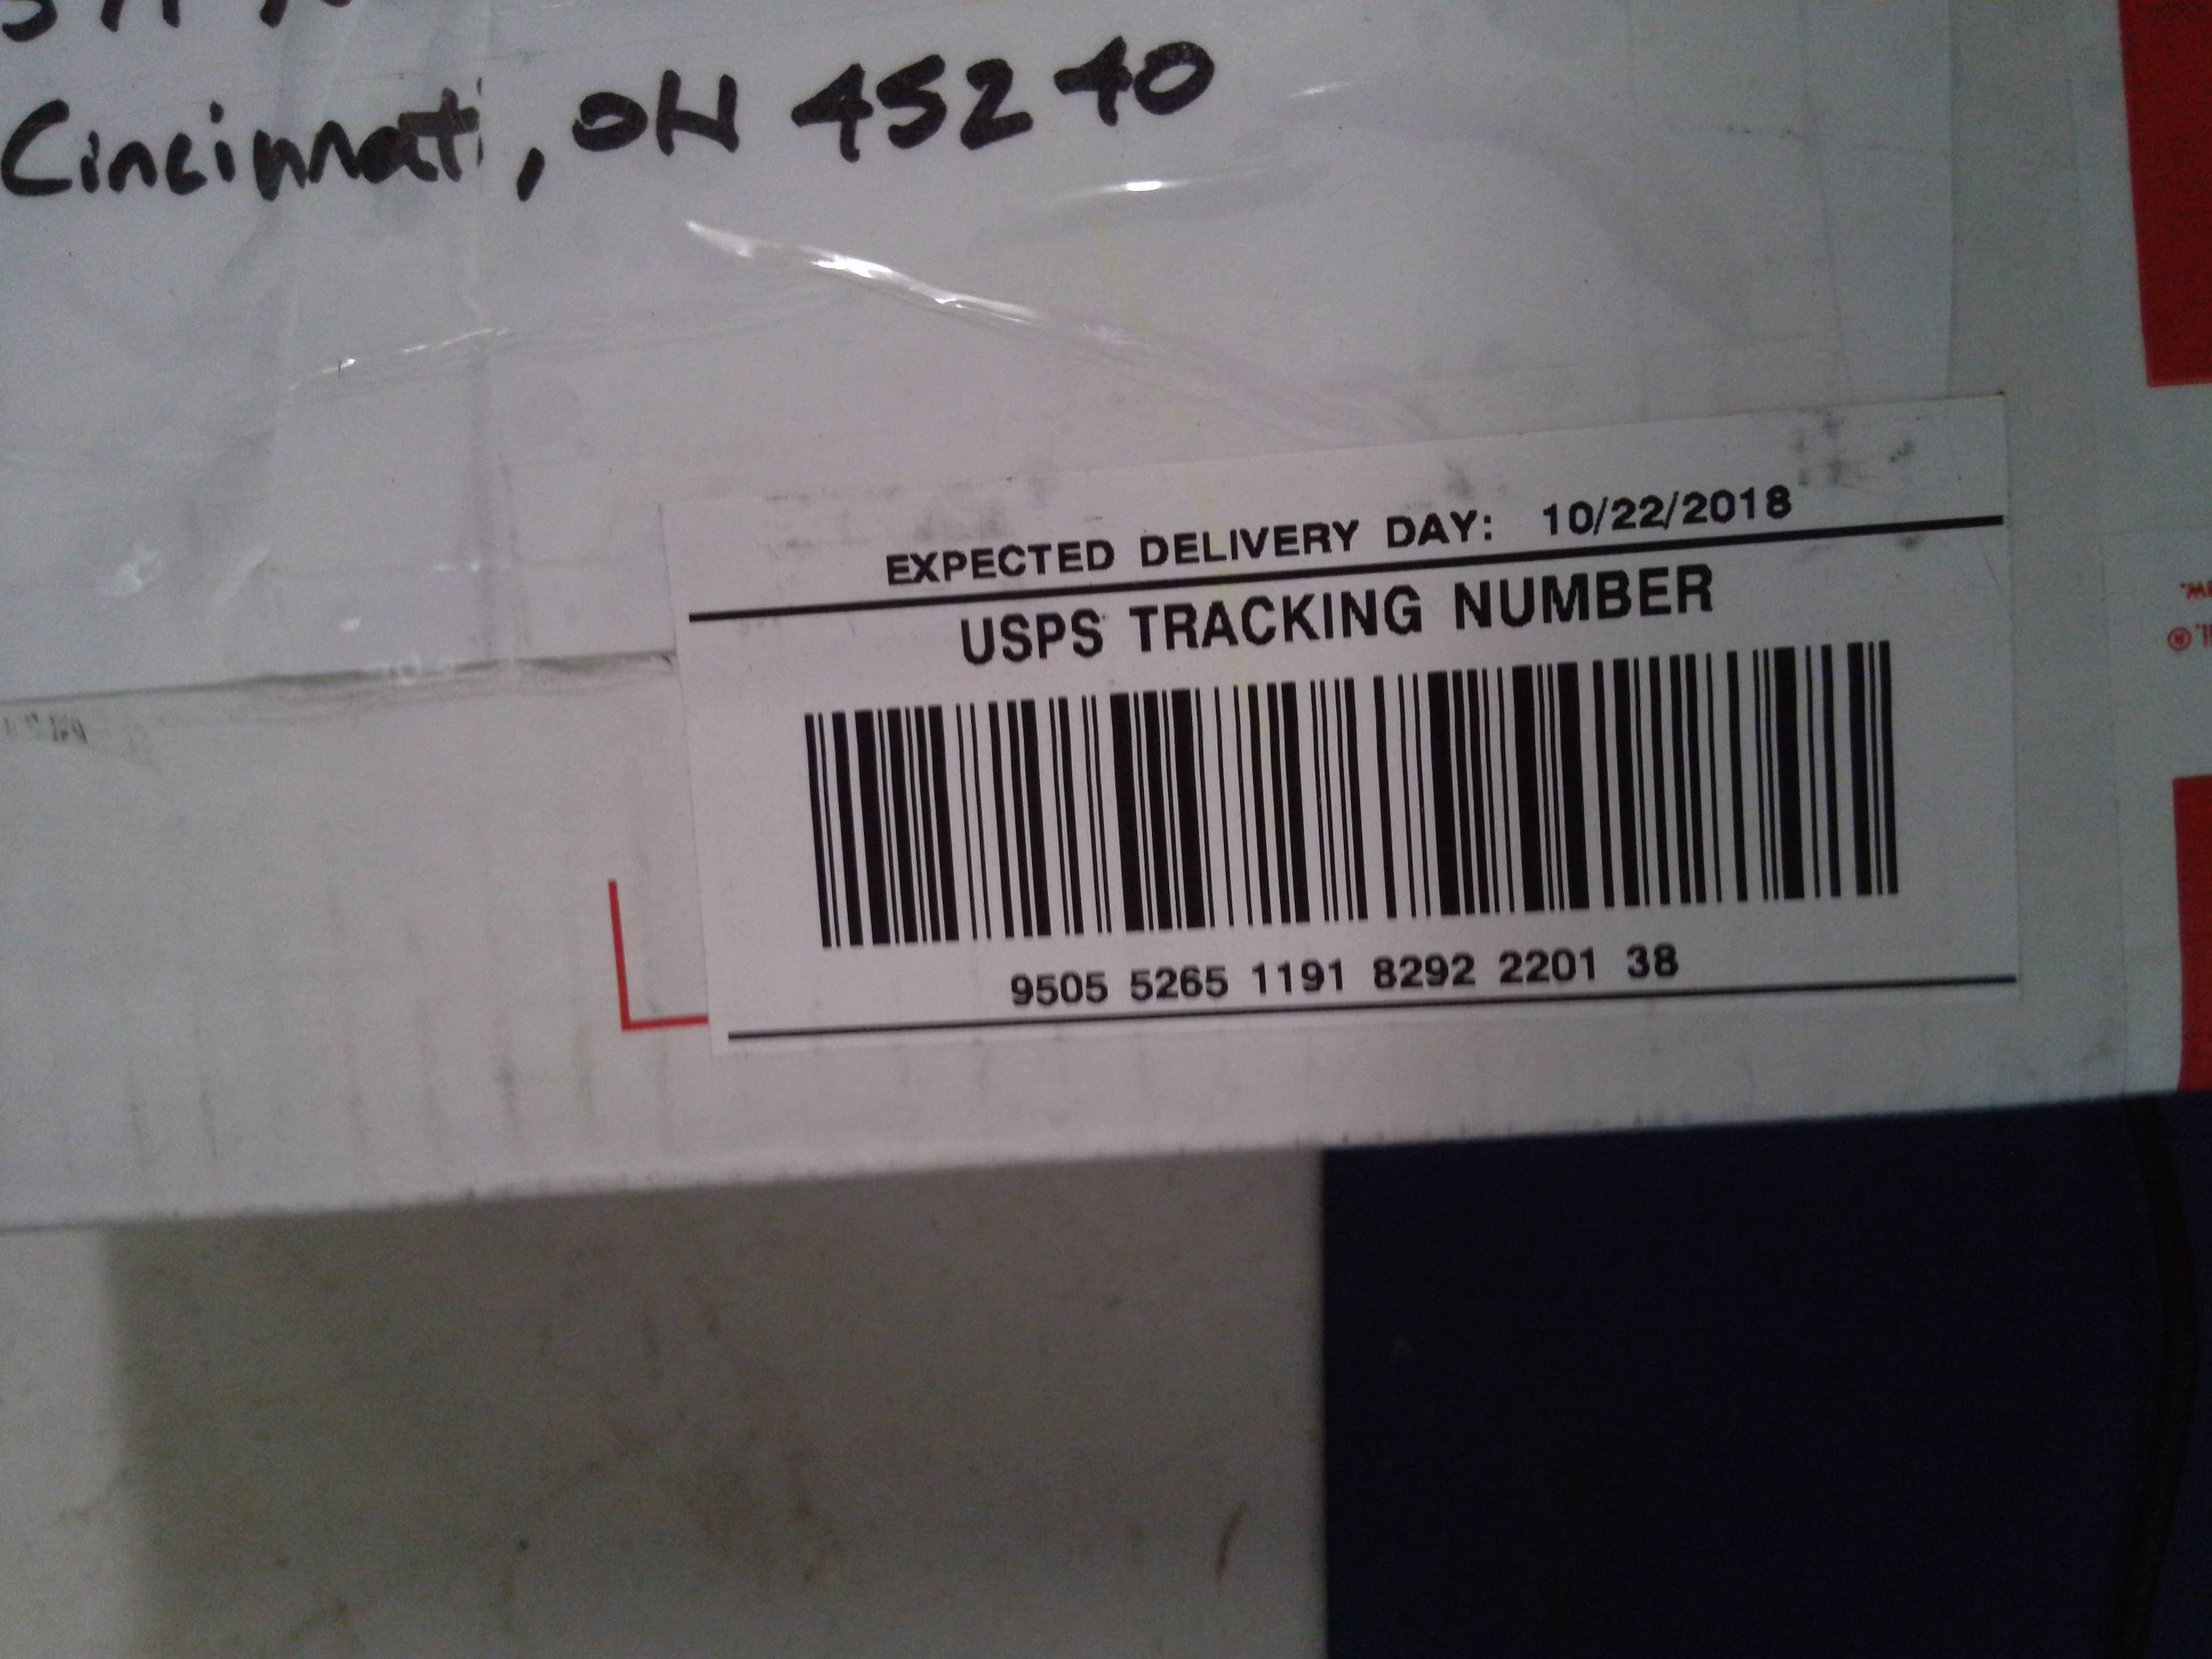 Cincinnati, OH 45240
EXPECTED DELIVERY DAY: 10/22/2018
USPS TRACKING NUMBER
9505 5265 1191 8292 2201 38